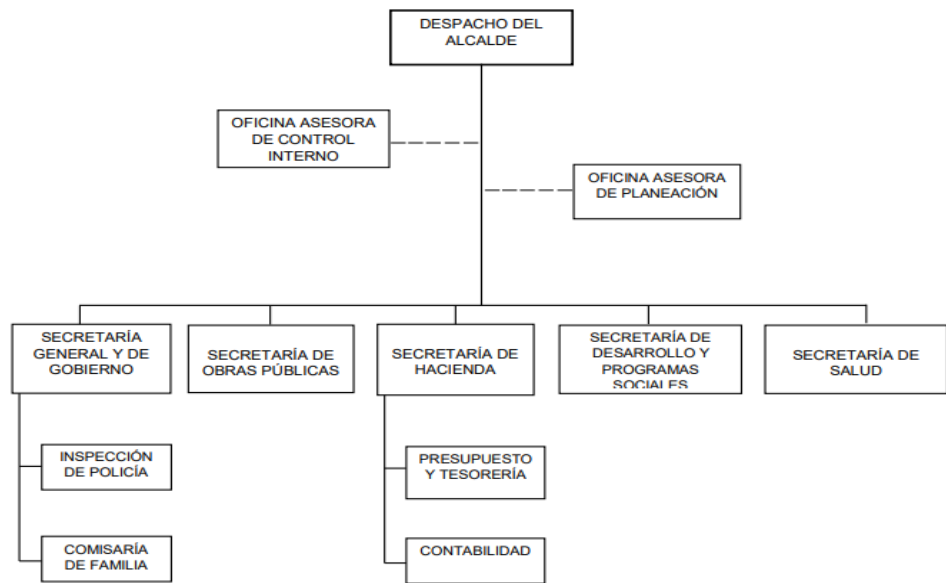 DESPACHO DEL
ALCALDE
OFICINA ASESORA
DE CONTROL
INTERNO
OFICINA ASESORA
DE PLANEACIÓN
SECRETARÍA
GENERAL Y DE
GOBIERNO
SECRETARÍA DE
OBRAS PÚBLICAS
SECRETARÍA DE
HACIENDA
SECRETARÍA DE
DESARROLLO Y
PROGRAMAS
SOCIALES
SECRETARÍA DE
SALUD
INSPECCIÓN
DE POLICÍA
PRESUPUESTO
Y TESORERÍA
COMISARÍA
DE FAMILIA
CONTABILIDAD